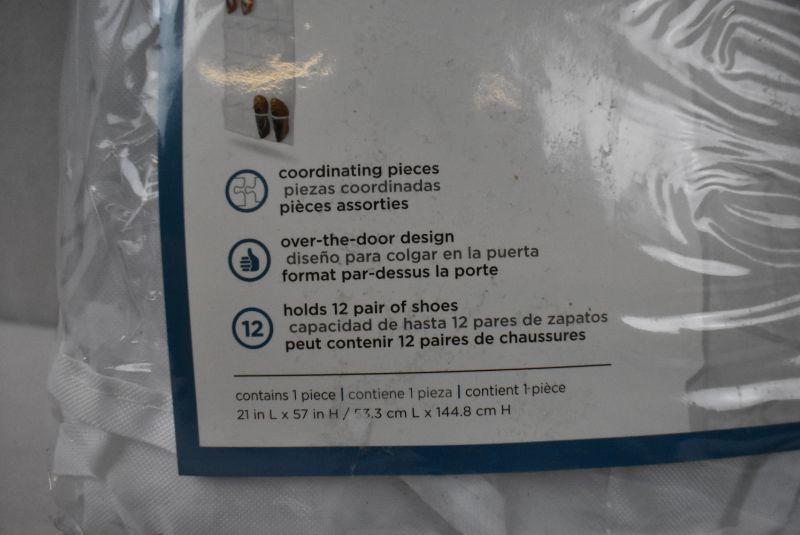 coordinating pieces
piezas coordinadas
pièces assorties
over-the-door design
diseño para colgar en la puerta
format par-dessus la porte
12
holds 12 pair of shoes
capacidad de hasta 12 pares de zapatos
peut contenir 12 paires de chaussures
contains 1 piece | contiene 1 pieza | contient 1 pièce
21 in L x 57 in H / 53.3 cm L x 144.8 cm H